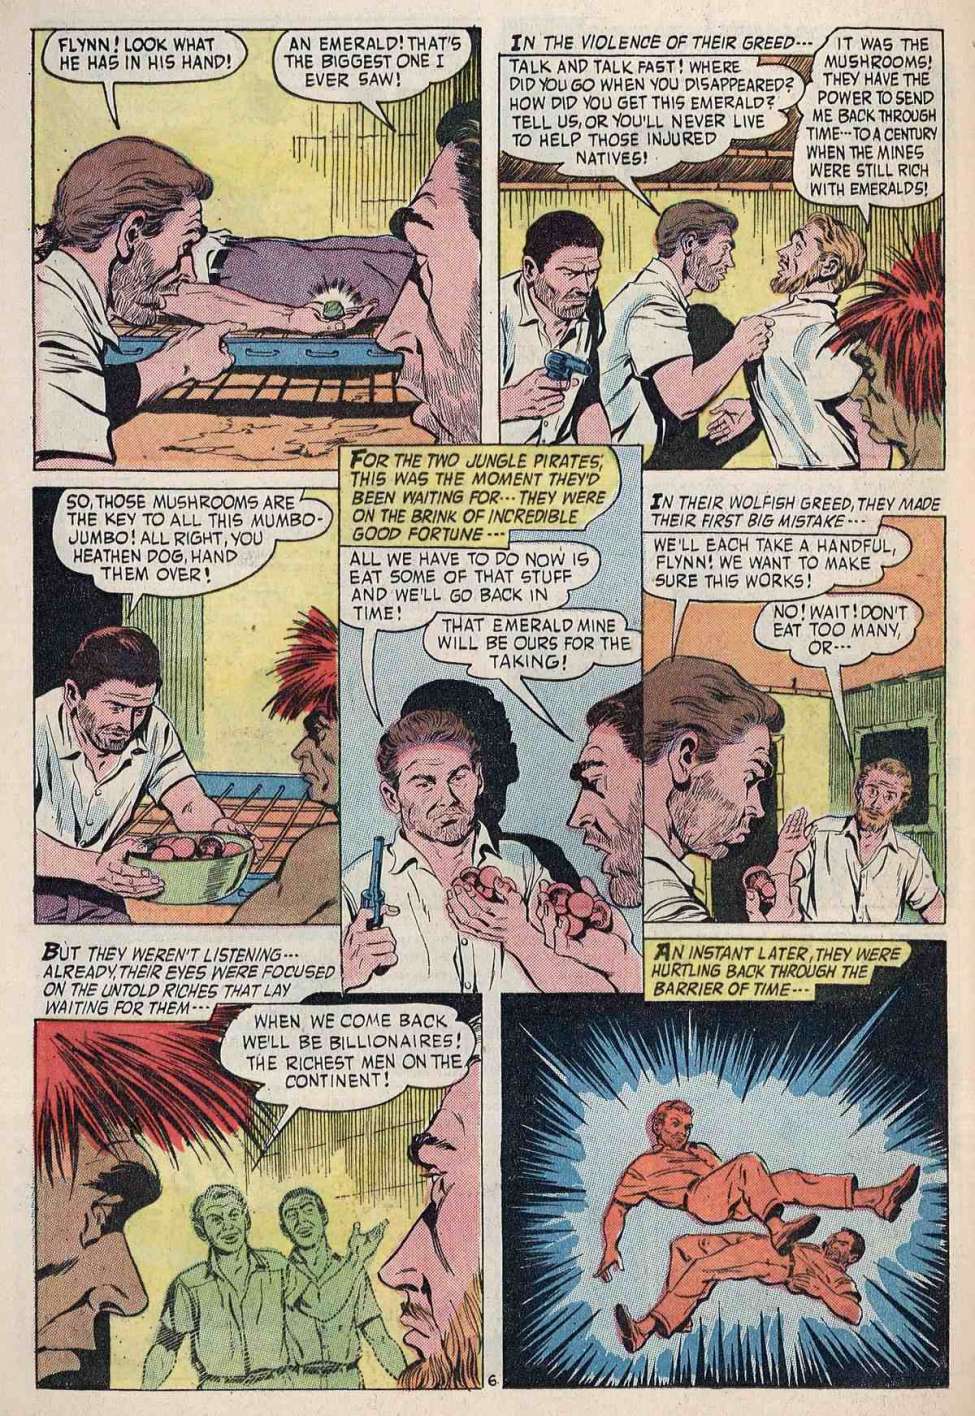 FLYNN! LOOK WHAT
HE HAS IN HIS HAND!
AN EMERALD! THAT'S
THE BIGGEST ONE I
EVER SAW!
IN THE VIOLENCE OF THEIR GREED---
TALK AND TALK FAST! WHERE
DID YOU GO WHEN YOU DISAPPEARED?
HOW DID YOU GET THIS EMERALD?
TELL US, OR YOU'LL NEVER LIVE
TO HELP THOSE INJURED
NATIVES!
IT WAS THE
MUSHROOMS!
THEY HAVE THE
POWER TO SEND
ME BACK THROUGH
TIME---TO A CENTURY
WHEN THE MINES
WERE STILL RICH
WITH EMERALDS!
SO, THOSE MUSHROOMS ARE
THE KEY TO ALL THIS MUMBO-
JUMBO! ALL RIGHT, YOU
HEATHEN DOG, HAND
THEM OVER!
FOR THE TWO JUNGLE PIRATES,
THIS WAS THE MOMENT THEY'D
BEEN WAITING FOR---THEY WERE
ON THE BRINK OF INCREDIBLE
GOOD FORTUNE---
ALL WE HAVE TO DO NOW IS
EAT SOME OF THAT STUFF
AND WE'LL GO BACK IN
TIME!
THAT EMERALD MINE
WILL BE OURS FOR THE
TAKING!
IN THEIR WOLFISH GREED, THEY MADE
THEIR FIRST BIG MISTAKE---
WE'LL EACH TAKE A HANDFUL,
FLYNN! WE WANT TO MAKE
SURE THIS WORKS!
NO! WAIT! DON'T
EAT TOO MANY,
OR---
BUT THEY WEREN'T LISTENING---
ALREADY, THEIR EYES WERE FOCUSED
ON THE UNTOLD RICHES THAT LAY
WAITING FOR THEM---
WHEN WE COME BACK
WE'LL BE BILLIONAIRES!
THE RICHEST MEN ON THE
CONTINENT!
AN INSTANT LATER, THEY WERE
HURTLING BACK THROUGH THE
BARRIER OF TIME---
6